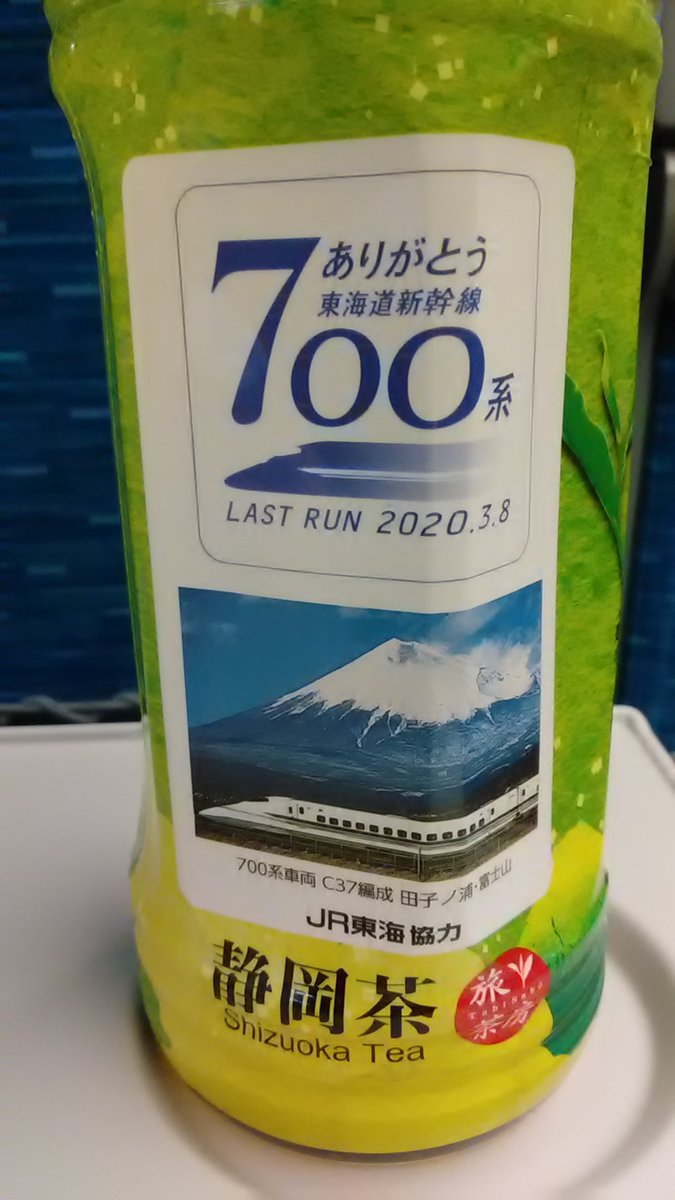 ありがとう
東海道新幹線
700系
LAST RUN 2020.3.8
700系車両 C37編成 田子ノ浦・富士山
JR東海 協力
静岡茶
Shizuoka Tea
旅
TabiSabo
茶房